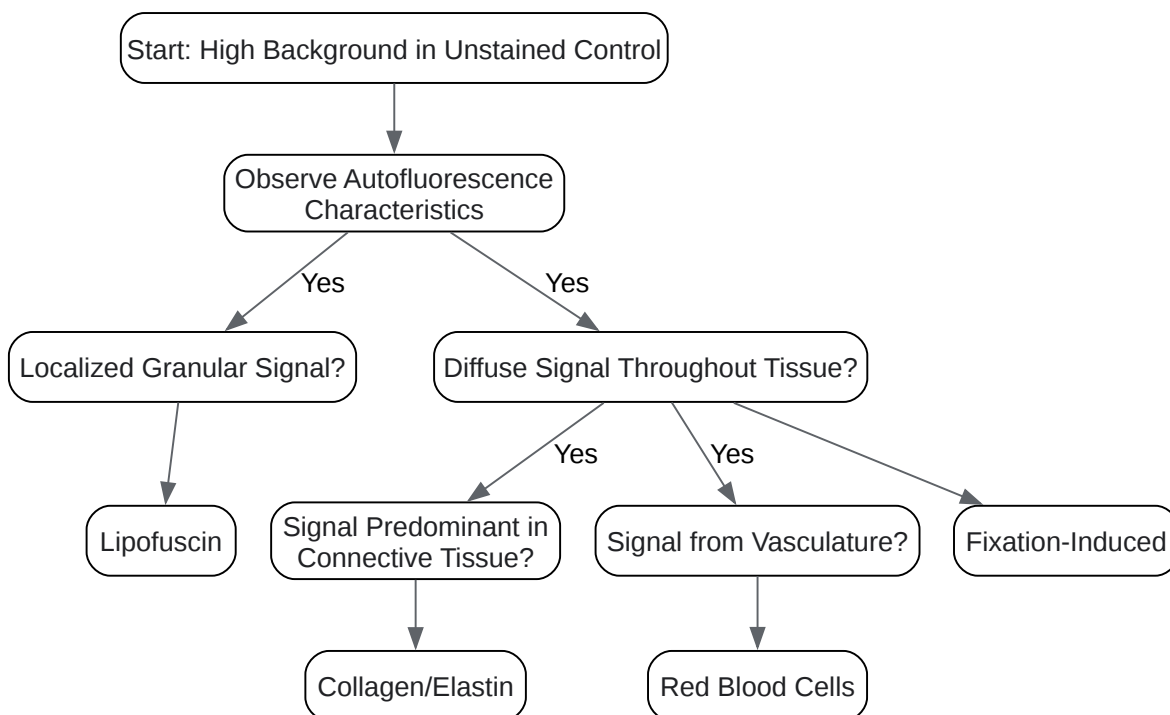 Start: High Background in Unstained Control
Observe Autofluorescence
Characteristics
Yes
Yes
Localized Granular Signal?
Diffuse Signal Throughout Tissue?
Yes
Yes
Lipofuscin
Signal Predominant in
Connective Tissue?
Signal from Vasculature?
Fixation-Induced
Collagen/Elastin
Red Blood Cells